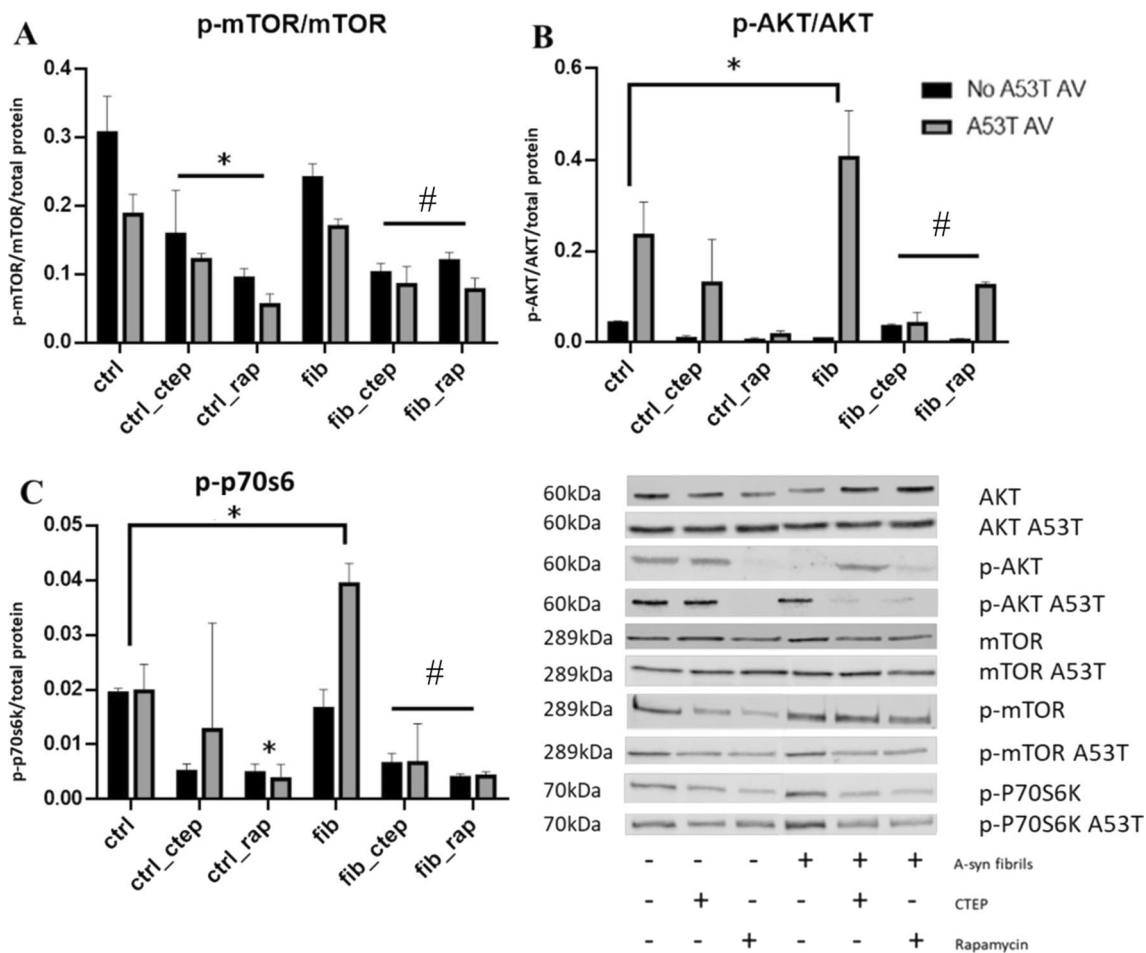 A
p-mTOR/mTOR
p-mTOR/mTOR/total protein
0.4
0.3
0.2
0.1
0.0
*
#
ctrl
ctrl_ctep
ctrl_rap
fib
fib_ctep
fib_rap
B
p-AKT/AKT
p-AKT/AKT/total protein
0.6
0.4
0.2
0.0
*
#
No A53T AV
A53T AV
ctrl
ctrl_ctep
ctrl_rap
fib
fib_ctep
fib_rap
C
p-p70s6
p-p70s6k/total protein
0.05
0.04
0.03
0.02
0.01
0.00
*
*
#
ctrl
ctrl_ctep
ctrl_rap
fib
fib_ctep
fib_rap
60kDa AKT
60kDa AKT A53T
60kDa p-AKT
60kDa p-AKT A53T
289kDa mTOR
289kDa mTOR A53T
289kDa p-mTOR
289kDa p-mTOR A53T
70kDa p-P70S6K
70kDa p-P70S6K A53T
- - - + + + A-syn fibrils
- + - - + - CTEP
- - + - - + Rapamycin